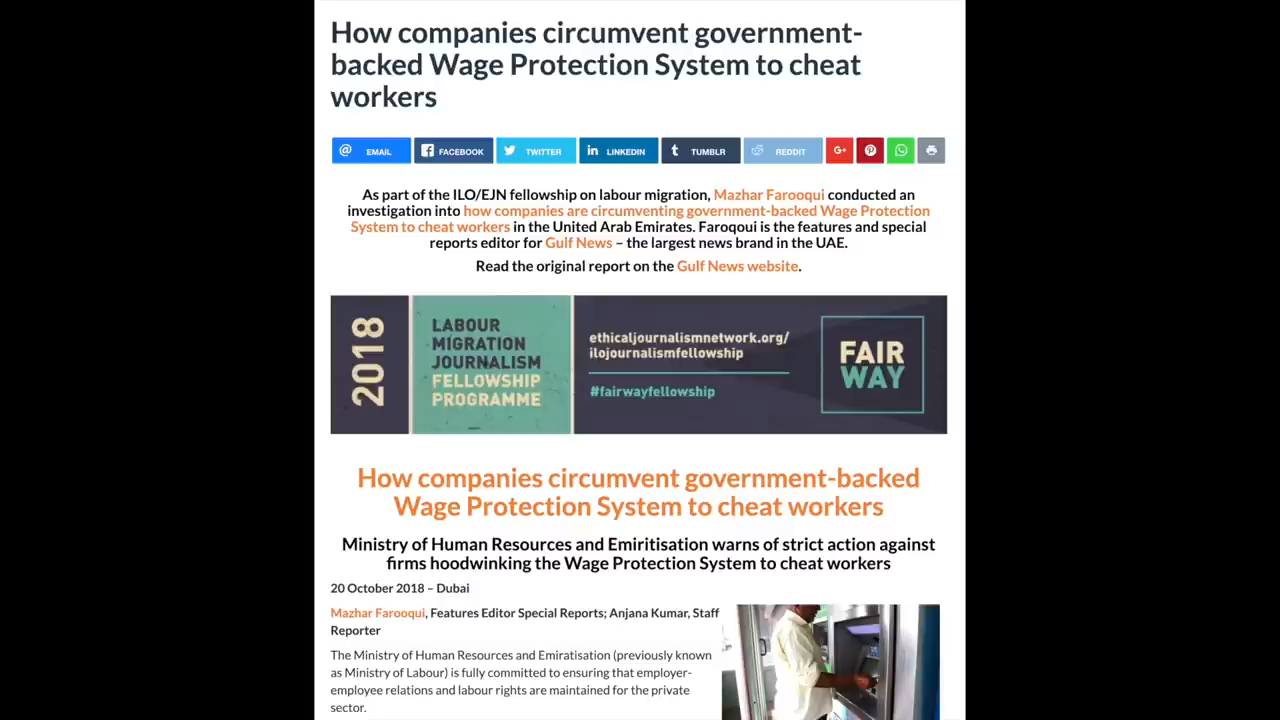 How companies circumvent government-
backed Wage Protection System to cheat
workers
EMAIL
FACEBOOK
TWITTER
LINKEDIN
TUMBLR
REDDIT
As part of the ILO/EJN fellowship on labour migration, Mazhar Farooqui conducted an
investigation into how companies are circumventing government-backed Wage Protection
System to cheat workers in the United Arab Emirates. Faroqoui is the features and special
reports editor for Gulf News – the largest news brand in the UAE.
Read the original report on the Gulf News website.
2018
LABOUR
MIGRATION
JOURNALISM
FELLOWSHIP
PROGRAMME
ethicaljournalismnetwork.org/
ilojournalismfellowship
#fairwayfellowship
FAIR
WAY
How companies circumvent government-backed
Wage Protection System to cheat workers
Ministry of Human Resources and Emiritisation warns of strict action against
firms hoodwinking the Wage Protection System to cheat workers
20 October 2018 – Dubai
Mazhar Farooqui, Features Editor Special Reports; Anjana Kumar, Staff
Reporter
The Ministry of Human Resources and Emiratisation (previously known
as Ministry of Labour) is fully committed to ensuring that employer-
employee relations and labour rights are maintained for the private
sector.